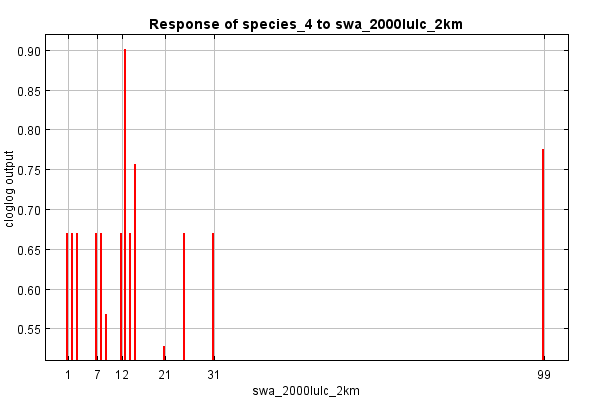 Response of species_4 to swa_2000lulc_2km
0.90
0.85
0.80
0.75
0.70
0.65
0.60
0.55
cloglog output
1 7 12 21 31 99
swa_2000lulc_2km